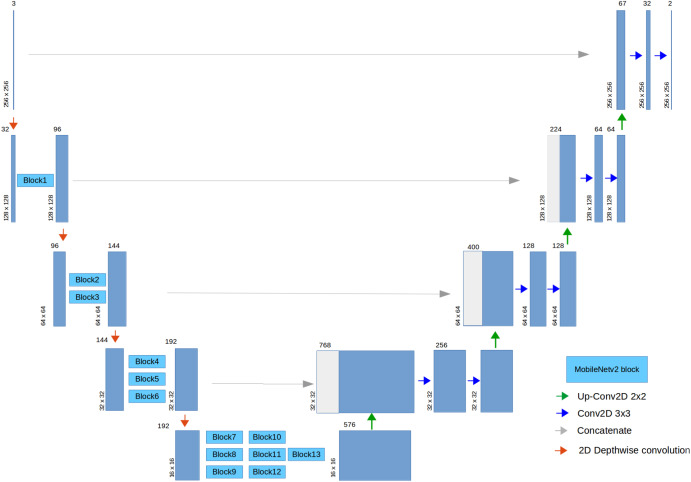 3
67
32
2
256 x 256
256 x 256
256 x 256
32
96
224
64
64
Block1
128 x 128
128 x 128
128 x 128
128 x 128
128 x 128
96
144
400
128
128
Block2
Block3
64 x 64
64 x 64
64 x 64
64 x 64
64 x 64
144
192
768
256
Block4
Block5
Block6
32 x 32
32 x 32
32 x 32
32 x 32
32 x 32
MobileNetv2 block
Up-Conv2D 2x2
Conv2D 3x3
Concatenate
2D Depthwise convolution
192
576
Block7
Block10
Block8
Block11
Block13
Block9
Block12
16 x 16
16 x 16